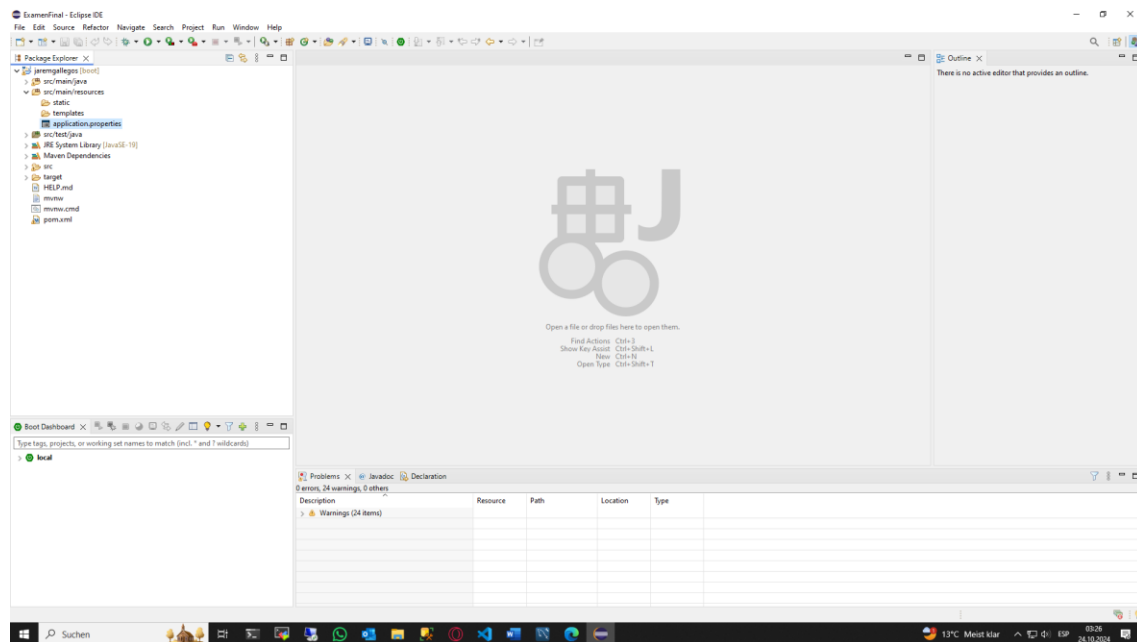 ExamenFinal - Eclipse IDE
File Edit Source Refactor Navigate Search Project Run Window Help
Package Explorer
jaremgallegos [boot]
src/main/java
src/main/resources
static
templates
application.properties
src/test/java
JRE System Library [JavaSE-19]
Maven Dependencies
src
target
HELP.md
mvnw
mvnw.cmd
pom.xml
Outline
There is no active editor that provides an outline.
Open a file or drop files here to open them.
Find Actions Ctrl+3
Show Key Assist Ctrl+Shift+L
New Ctrl+N
Open Type Ctrl+Shift+T
Boot Dashboard
Type tags, projects, or working set names to match (incl. * and ? wildcards)
local
Problems Javadoc Declaration
0 errors, 24 warnings, 0 others
Description Resource Path Location Type
Warnings (24 items)
Suchen
13°C Meist klar ESP
03:26
24.10.2024